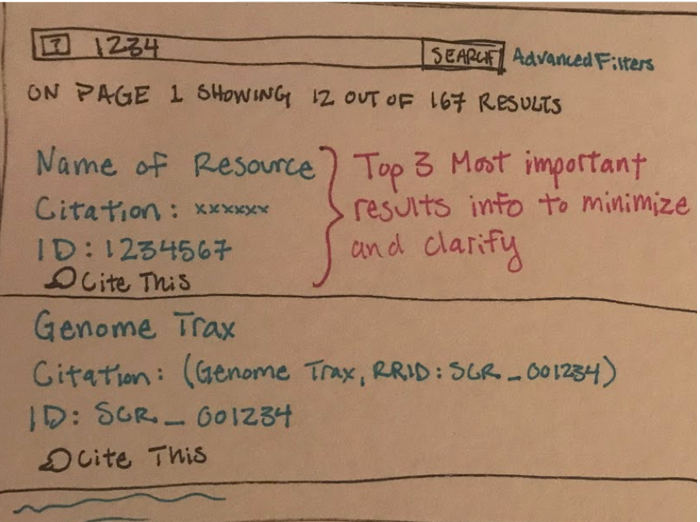 ? 1234 SEARCH Advanced Filters
ON PAGE 1 SHOWING 12 OUT OF 167 RESULTS
Name of Resource
Citation: xxxxxx
ID: 1234567
Cite This
Top 3 Most important
results info to minimize
and clarify
Genome Trax
Citation: (Genome Trax, RRID: SCR_001234)
ID: SCR_001234
Cite This